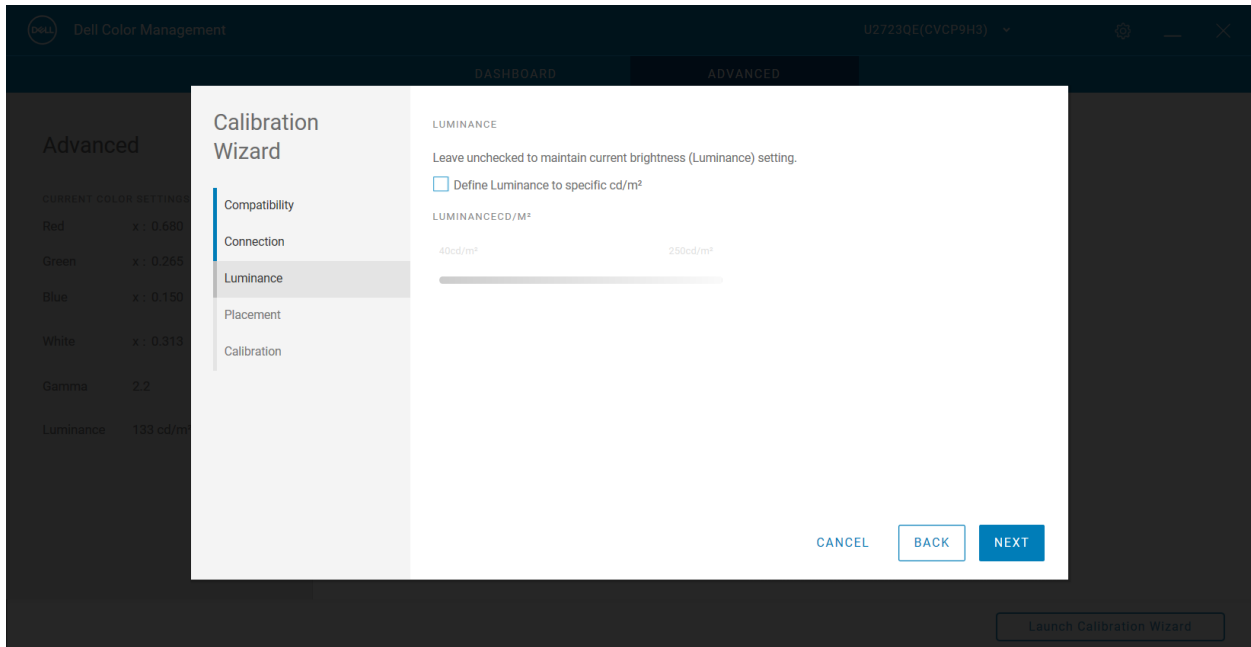 DELL
Dell Color Management
U2723QE(CVCP9H3)
DASHBOARD
ADVANCED
Advanced
CURRENT COLOR SETTINGS
Red x : 0.680
Green x : 0.265
Blue x : 0.150
White x : 0.313
Gamma 2.2
Luminance 133 cd/m²
Calibration
Wizard
Compatibility
Connection
Luminance
Placement
Calibration
LUMINANCE
Leave unchecked to maintain current brightness (Luminance) setting.
Define Luminance to specific cd/m²
LUMINANCECD/M²
40cd/m² 250cd/m²
CANCEL
BACK
NEXT
Launch Calibration Wizard